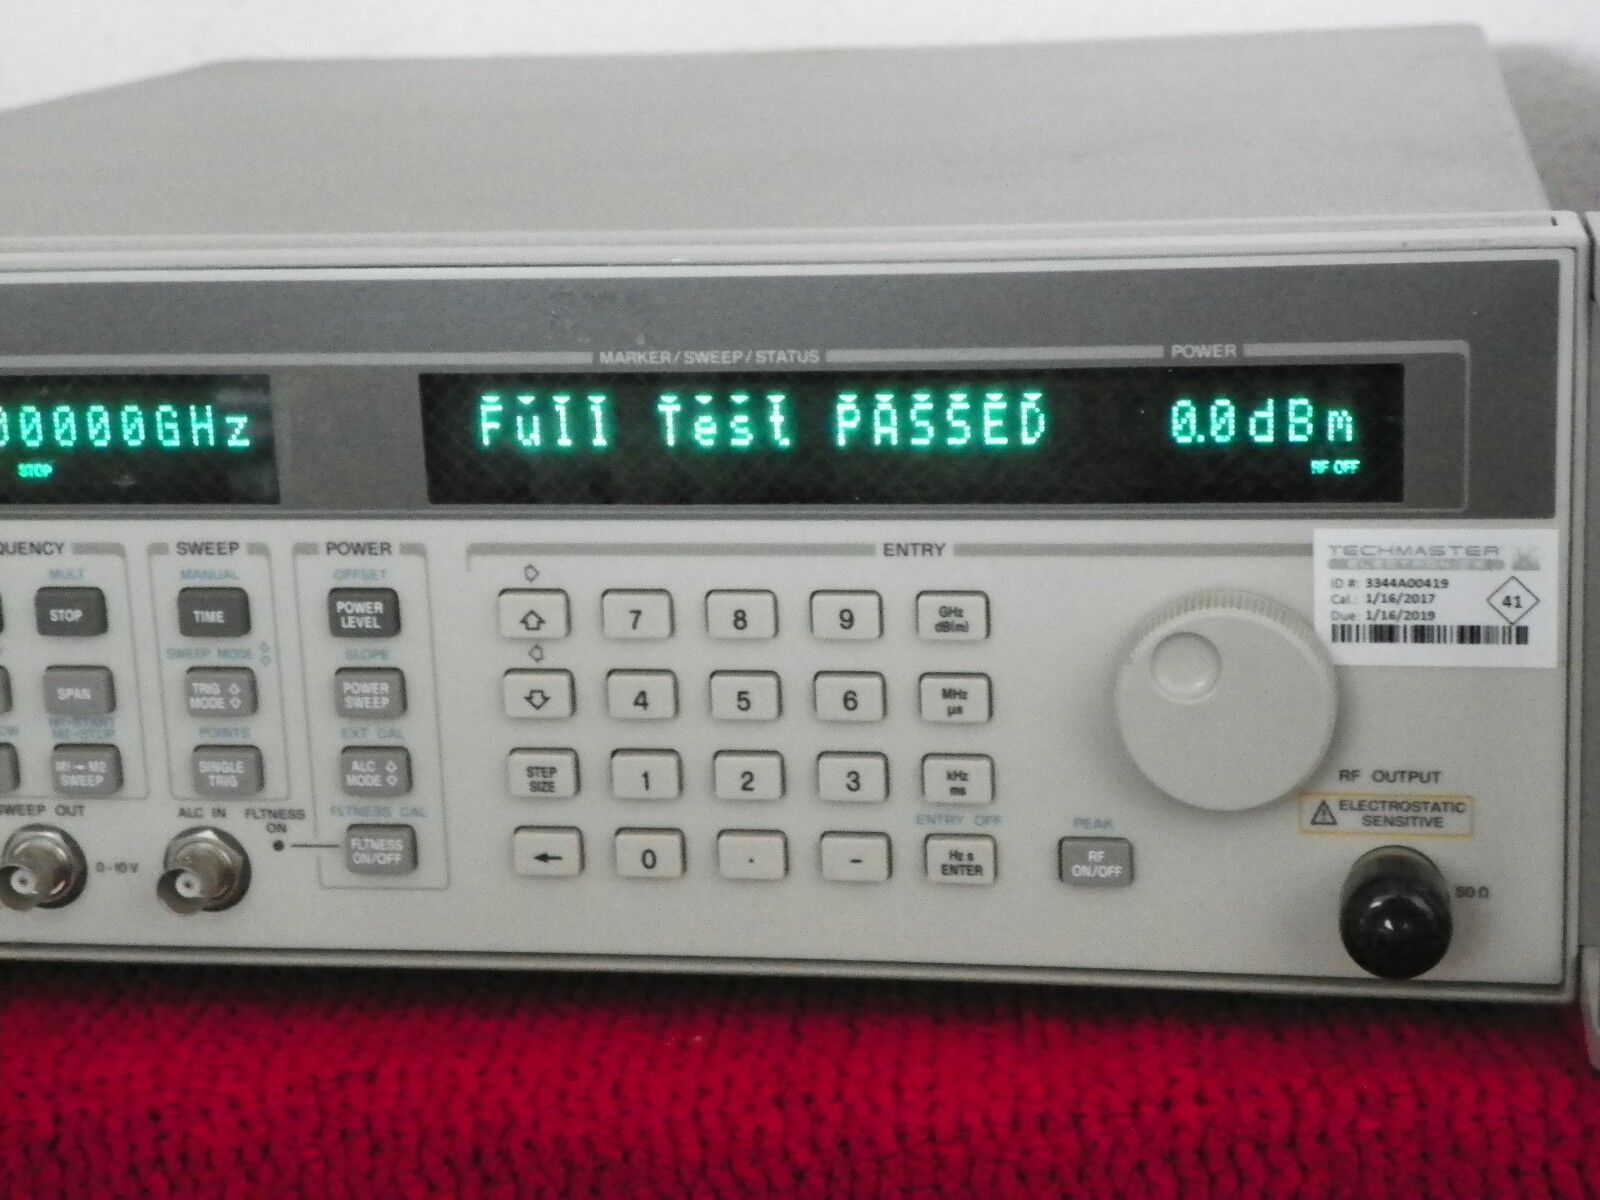 MARKER/SWEEP/STATUS
POWER
00000GHz
Full Test PASSED
0.0dBm
STOP
RF OFF
QUENCY
SWEEP
POWER
ENTRY
TECHMASTER
ELECTRONICS
ID #: 3344A00419
Cal.: 1/16/2017
Due: 1/16/2019
41
MULT
MANUAL
OFFSET
STOP
TIME
POWER
LEVEL
7
8
9
GHz
dB(m)
SWEEP MODE
SLOPE
SPAN
TRIG
MODE
POWER
SWEEP
4
5
6
MHz
µs
POINTS
EXT CAL
M1→M2
SWEEP
SINGLE
TRIG
ALC
MODE
STEP
SIZE
1
2
3
kHz
ms
RF OUTPUT
SWEEP OUT
ALC IN
FLTNESS
ON
FLTNESS CAL
ENTRY OFF
PEAK
ELECTROSTATIC
SENSITIVE
0-10V
FLTNESS
ON/OFF
←
0
.
-
Hz s
ENTER
RF
ON/OFF
50Ω